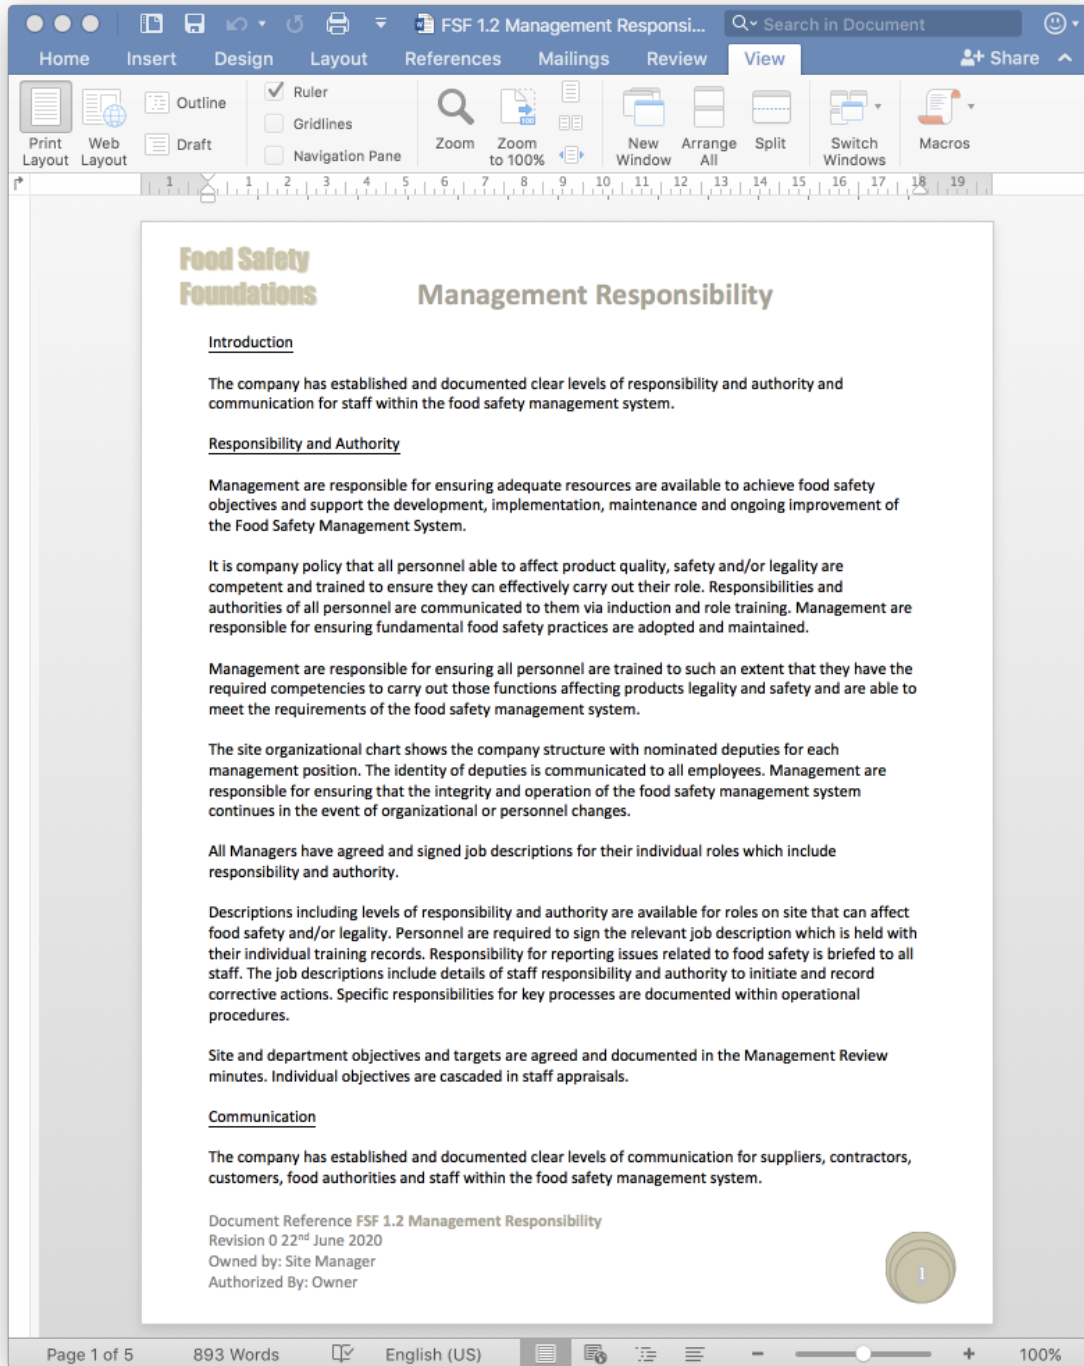 FSF 1.2 Management Responsi...
Search in Document
Home Insert Design Layout References Mailings Review View Share
Print Layout
Web Layout
Outline
Draft
Ruler
Gridlines
Navigation Pane
Zoom
Zoom to 100%
100
New Window
Arrange All
Split
Switch Windows
Macros
1 1 2 3 4 5 6 7 8 9 10 11 12 13 14 15 16 17 18 19
Food Safety
Foundations
Management Responsibility
Introduction
The company has established and documented clear levels of responsibility and authority and
communication for staff within the food safety management system.
Responsibility and Authority
Management are responsible for ensuring adequate resources are available to achieve food safety
objectives and support the development, implementation, maintenance and ongoing improvement of
the Food Safety Management System.
It is company policy that all personnel able to affect product quality, safety and/or legality are
competent and trained to ensure they can effectively carry out their role. Responsibilities and
authorities of all personnel are communicated to them via induction and role training. Management are
responsible for ensuring fundamental food safety practices are adopted and maintained.
Management are responsible for ensuring all personnel are trained to such an extent that they have the
required competencies to carry out those functions affecting products legality and safety and are able to
meet the requirements of the food safety management system.
The site organizational chart shows the company structure with nominated deputies for each
management position. The identity of deputies is communicated to all employees. Management are
responsible for ensuring that the integrity and operation of the food safety management system
continues in the event of organizational or personnel changes.
All Managers have agreed and signed job descriptions for their individual roles which include
responsibility and authority.
Descriptions including levels of responsibility and authority are available for roles on site that can affect
food safety and/or legality. Personnel are required to sign the relevant job description which is held with
their individual training records. Responsibility for reporting issues related to food safety is briefed to all
staff. The job descriptions include details of staff responsibility and authority to initiate and record
corrective actions. Specific responsibilities for key processes are documented within operational
procedures.
Site and department objectives and targets are agreed and documented in the Management Review
minutes. Individual objectives are cascaded in staff appraisals.
Communication
The company has established and documented clear levels of communication for suppliers, contractors,
customers, food authorities and staff within the food safety management system.
Document Reference FSF 1.2 Management Responsibility
Revision 0 22nd June 2020
Owned by: Site Manager
Authorized By: Owner
1
Page 1 of 5 893 Words English (US) 100%